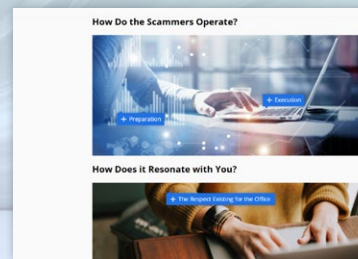 How Do the Scammers Operate?
+ Execution
+ Preparation
How Does it Resonate with You?
+ The Respect Existing for the Office